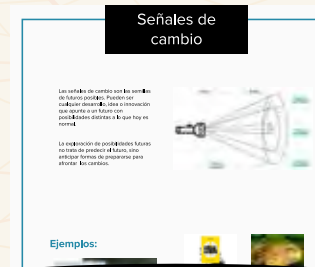 Señales de
cambio
Las señales de cambio son las semillas
de futuros posibles. Pueden ser
cualquier desarrollo, idea o innovación
que apunte a un futuro con
posibilidades distintas a lo que hoy es
normal.
La exploración de posibilidades futuras
no trata de predecir el futuro, sino
anticipar formas de prepararse para
afrontar los cambios.
Ejemplos: